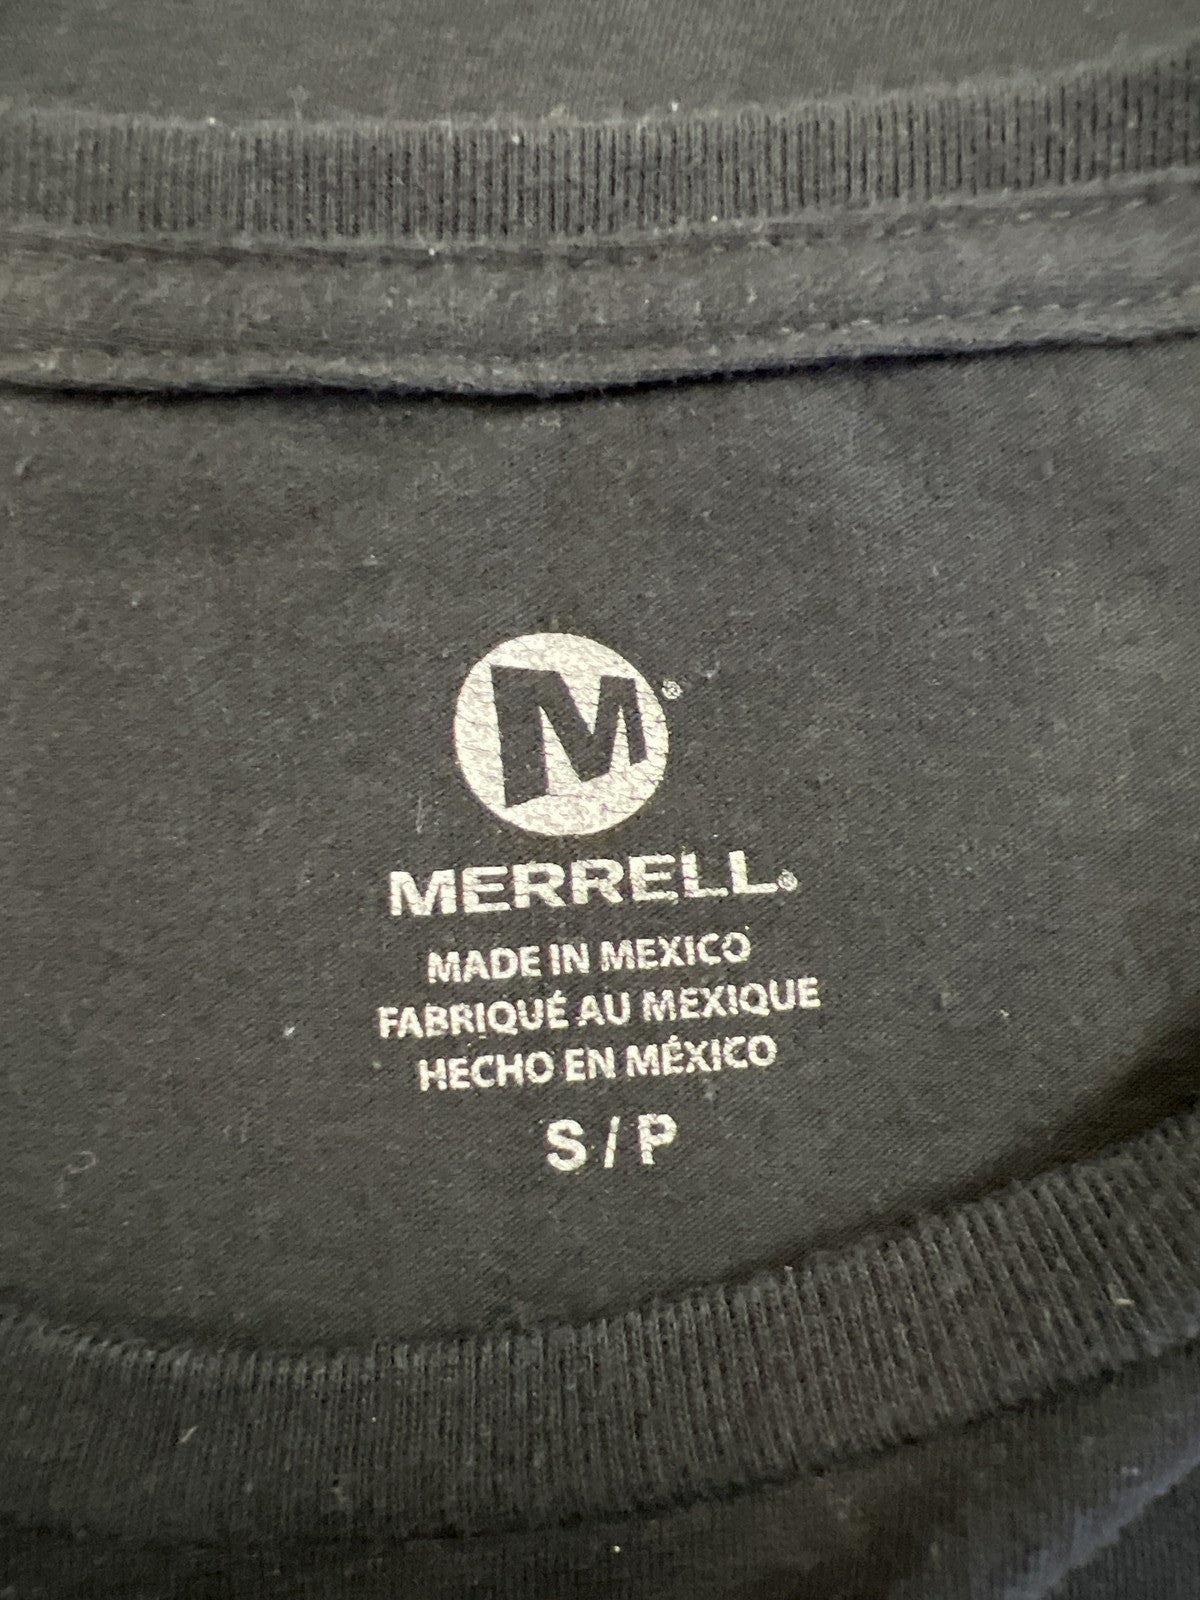 M®
MERRELL®
MADE IN MEXICO
FABRIQUÉ AU MEXIQUE
HECHO EN MÉXICO
S / P